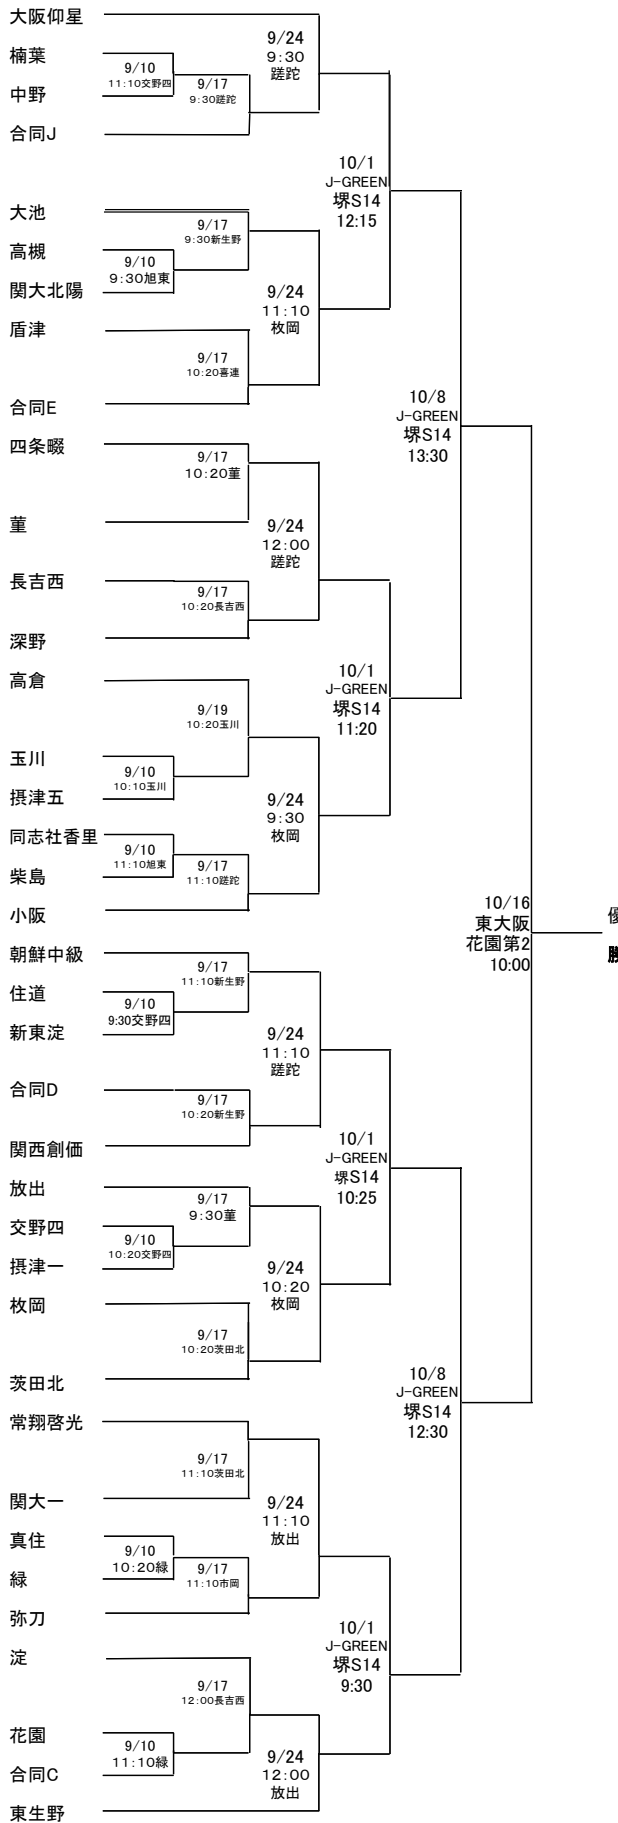 大阪仰星
楠葉
中野
合同J
大池
高槻
関大北陽
盾津
合同E
四条畷
菫
長吉西
深野
高倉
玉川
摂津五
同志社香里
柴島
小阪
朝鮮中級
住道
新東淀
合同D
関西創価
放出
交野四
摂津一
枚岡
茨田北
常翔啓光
関大一
真住
緑
弥刀
淀
花園
合同C
東生野
9/10
11:10交野四
9/10
9:30旭東
9/10
10:10玉川
9/10
11:10旭東
9/10
9:30交野四
9/10
10:20交野四
9/10
10:20緑
9/10
11:10緑
9/17
9:30蹉跎
9/17
9:30新生野
9/17
10:20喜連
9/17
10:20菫
9/17
10:20長吉西
9/19
10:20玉川
9/17
11:10蹉跎
9/17
11:10新生野
9/17
10:20新生野
9/17
9:30菫
9/17
10:20茨田北
9/17
11:10茨田北
9/17
11:10市岡
9/17
12:00長吉西
9/24
9:30
蹉跎
9/24
11:10
枚岡
9/24
12:00
蹉跎
9/24
9:30
枚岡
9/24
11:10
蹉跎
9/24
10:20
枚岡
9/24
11:10
放出
9/24
12:00
放出
10/1
J-GREEN
堺S14
12:15
10/1
J-GREEN
堺S14
11:20
10/1
J-GREEN
堺S14
10:25
10/1
J-GREEN
堺S14
9:30
10/8
J-GREEN
堺S14
13:30
10/8
J-GREEN
堺S14
12:30
10/16
東大阪
花園第2
10:00